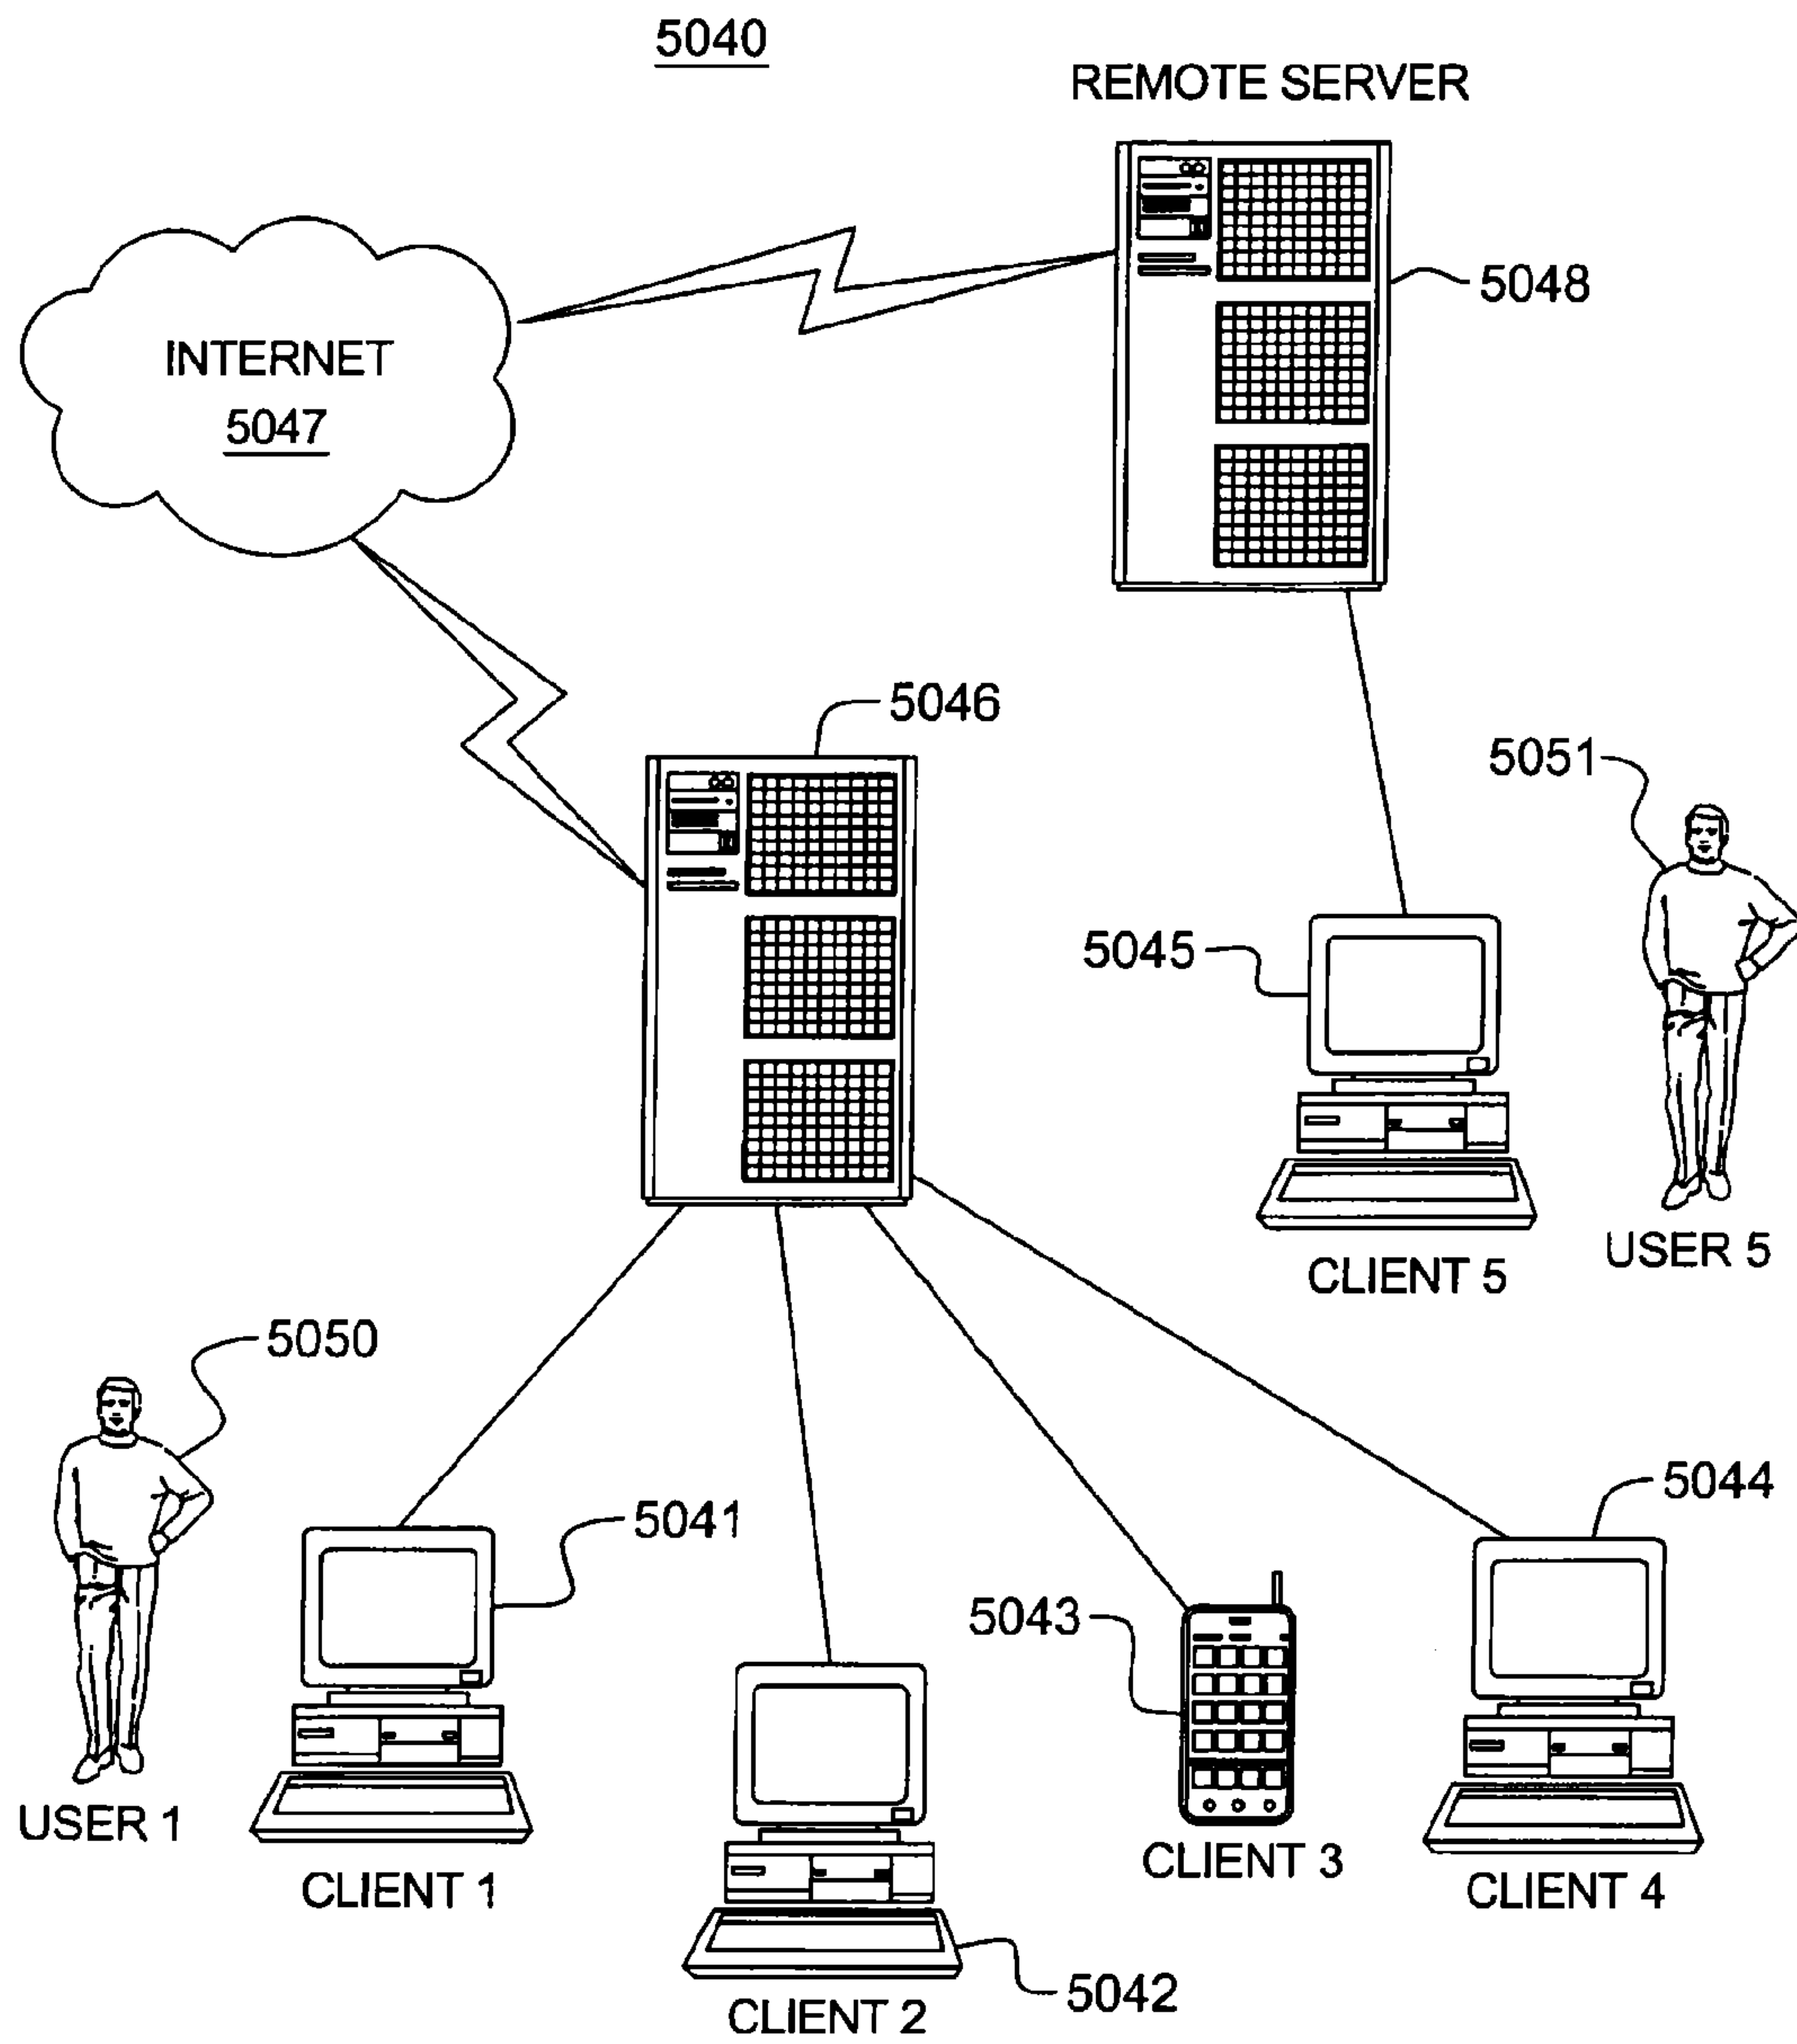 5040
REMOTE SERVER
5048
INTERNET
5047
5046
5051
5045
USER 5
CLIENT 5
5050
5044
5041
5043
USER 1
CLIENT 3
CLIENT 1
CLIENT 4
5042
CLIENT 2